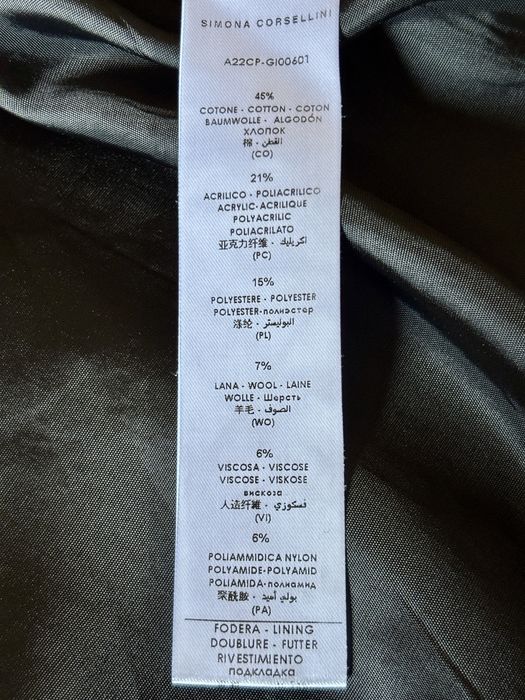 SIMONA CORSELLINI
A22CP-GI00601
45%
COTONE - COTTON - COTON
BAUMWOLLE - ALGODÓN
ХЛОПОК
棉 · القطن
(CO)
21%
ACRILICO - POLIACRILICO
ACRYLIC-ACRILIQUE
POLYACRILIC
POLIACRILATO
亚克力纤维 · اكريليك
(PC)
15%
POLYESTERE - POLYESTER
POLYESTER-полиэстер
涤纶 · البوليستر
(PL)
7%
LANA - WOOL - LAINE
WOLLE - Шерсть
羊毛 · الصوف
(WO)
6%
VISCOSA - VISCOSE
VISCOSE - VISKOSE
вискоза
人造纤維 · فسكوزي
(VI)
6%
POLIAMMIDICA NYLON
POLYAMIDE-POLYAMID
POLIAMIDA-полиамид
聚酰胺 · بولي أميد
(PA)
FODERA - LINING
DOUBLURE - FUTTER
RIVESTIMIENTO
подкладка